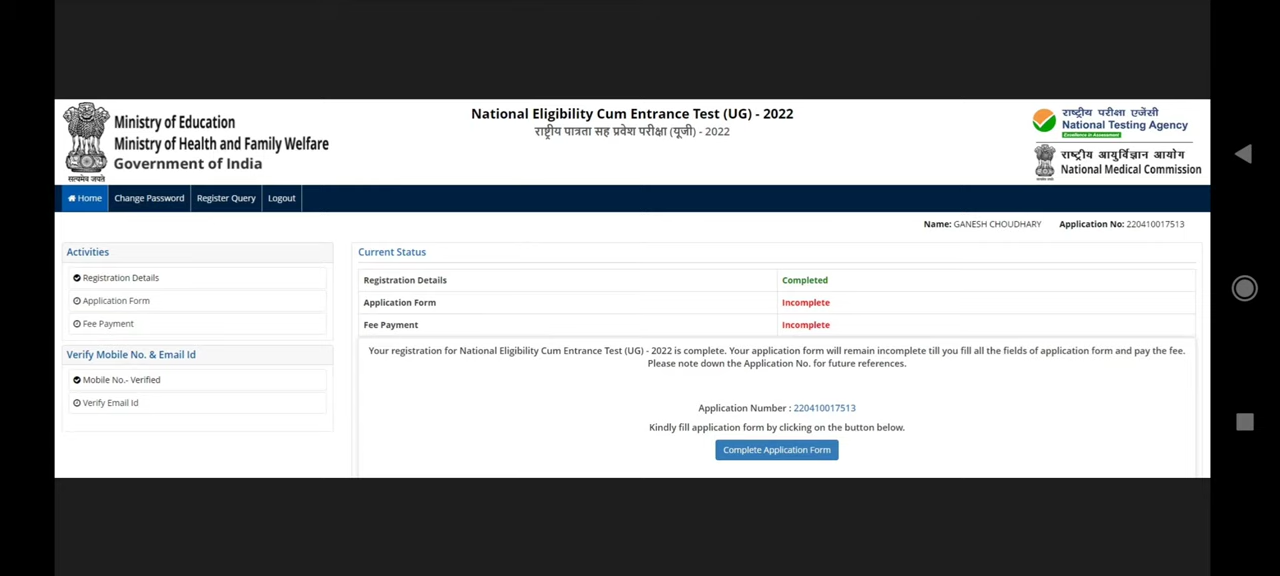 Ministry of Education
Ministry of Health and Family Welfare
Government of India
सत्यमेव जयते
National Eligibility Cum Entrance Test (UG) - 2022
राष्ट्रीय पात्रता सह प्रवेश परीक्षा (यूजी) - 2022
राष्ट्रीय परीक्षा एजेंसी
National Testing Agency
Excellence in Assessment
राष्ट्रीय आयुर्विज्ञान आयोग
National Medical Commission
Home Change Password Register Query Logout
Name: GANESH CHOUDHARY Application No: 220410017513
Activities
Registration Details
Application Form
Fee Payment
Verify Mobile No. & Email Id
Mobile No.- Verified
Verify Email Id
Current Status
Registration Details Completed
Application Form Incomplete
Fee Payment Incomplete
Your registration for National Eligibility Cum Entrance Test (UG) - 2022 is complete. Your application form will remain incomplete till you fill all the fields of application form and pay the fee.
Please note down the Application No. for future references.
Application Number : 220410017513
Kindly fill application form by clicking on the button below.
Complete Application Form